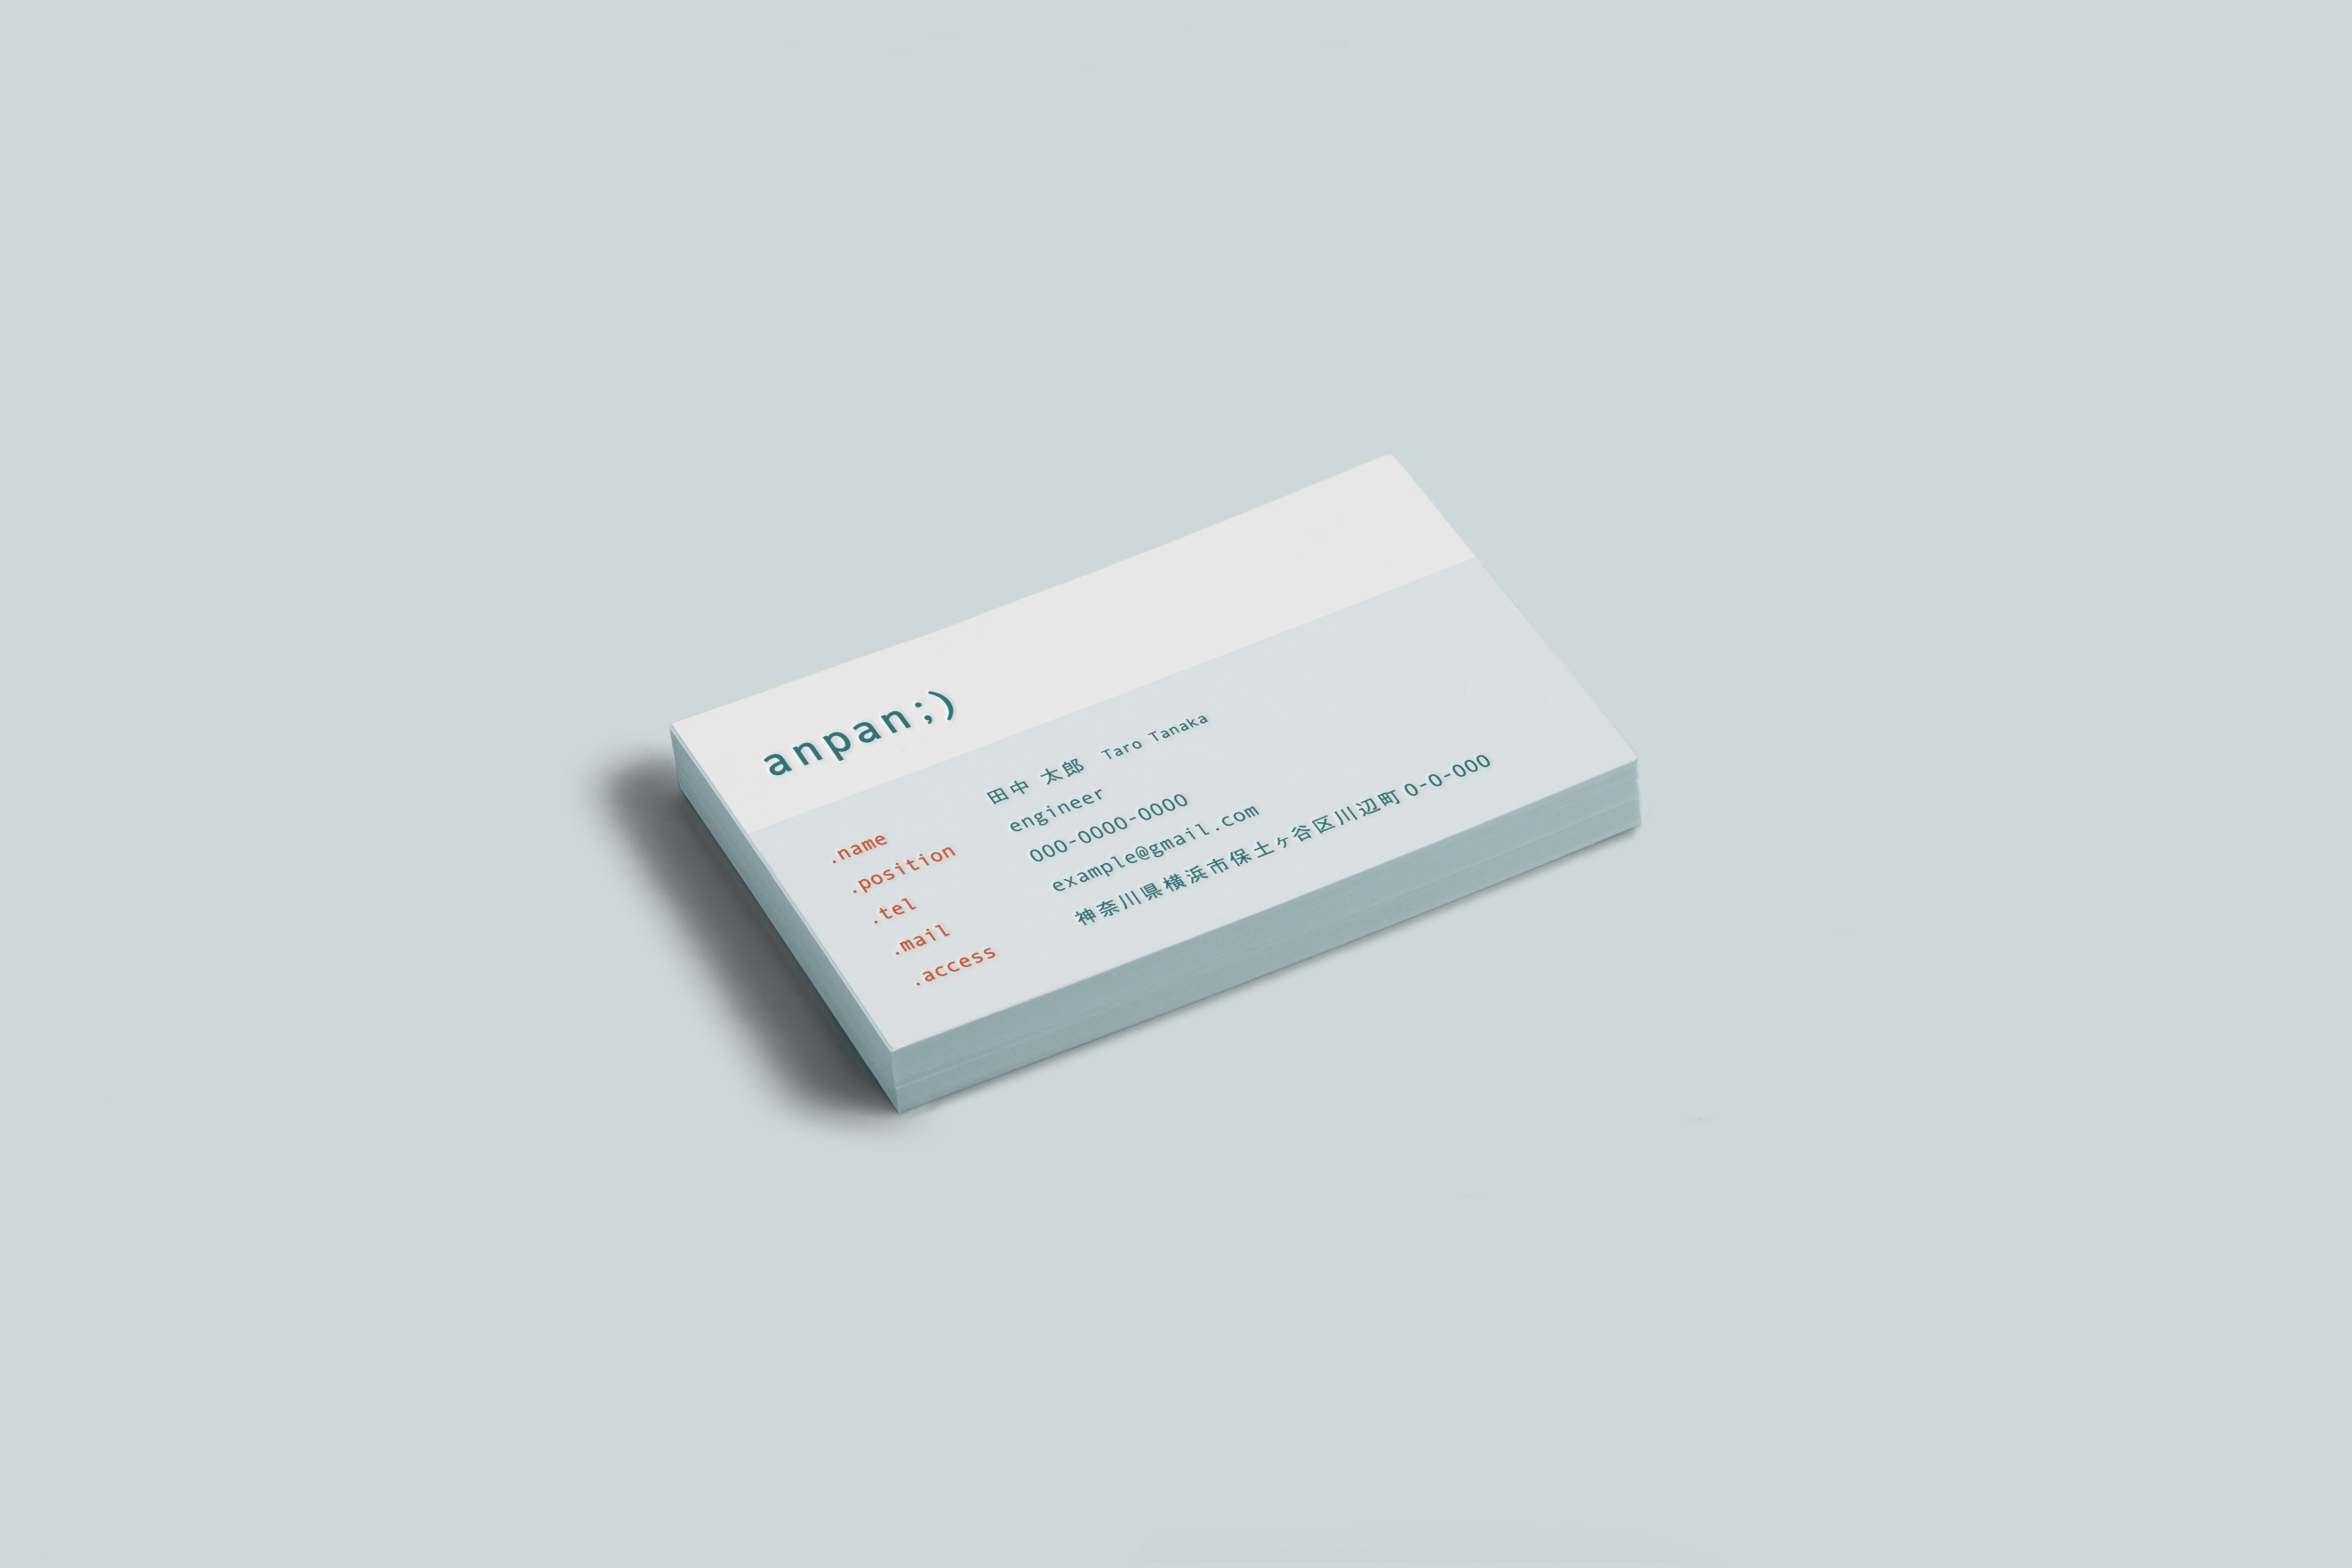 anpan;)
.name 田中 太郎 Taro Tanaka
.position engineer
.tel 000-0000-0000
.mail example@gmail.com
.access 神奈川県横浜市保土ヶ谷区川辺町 0-0-000